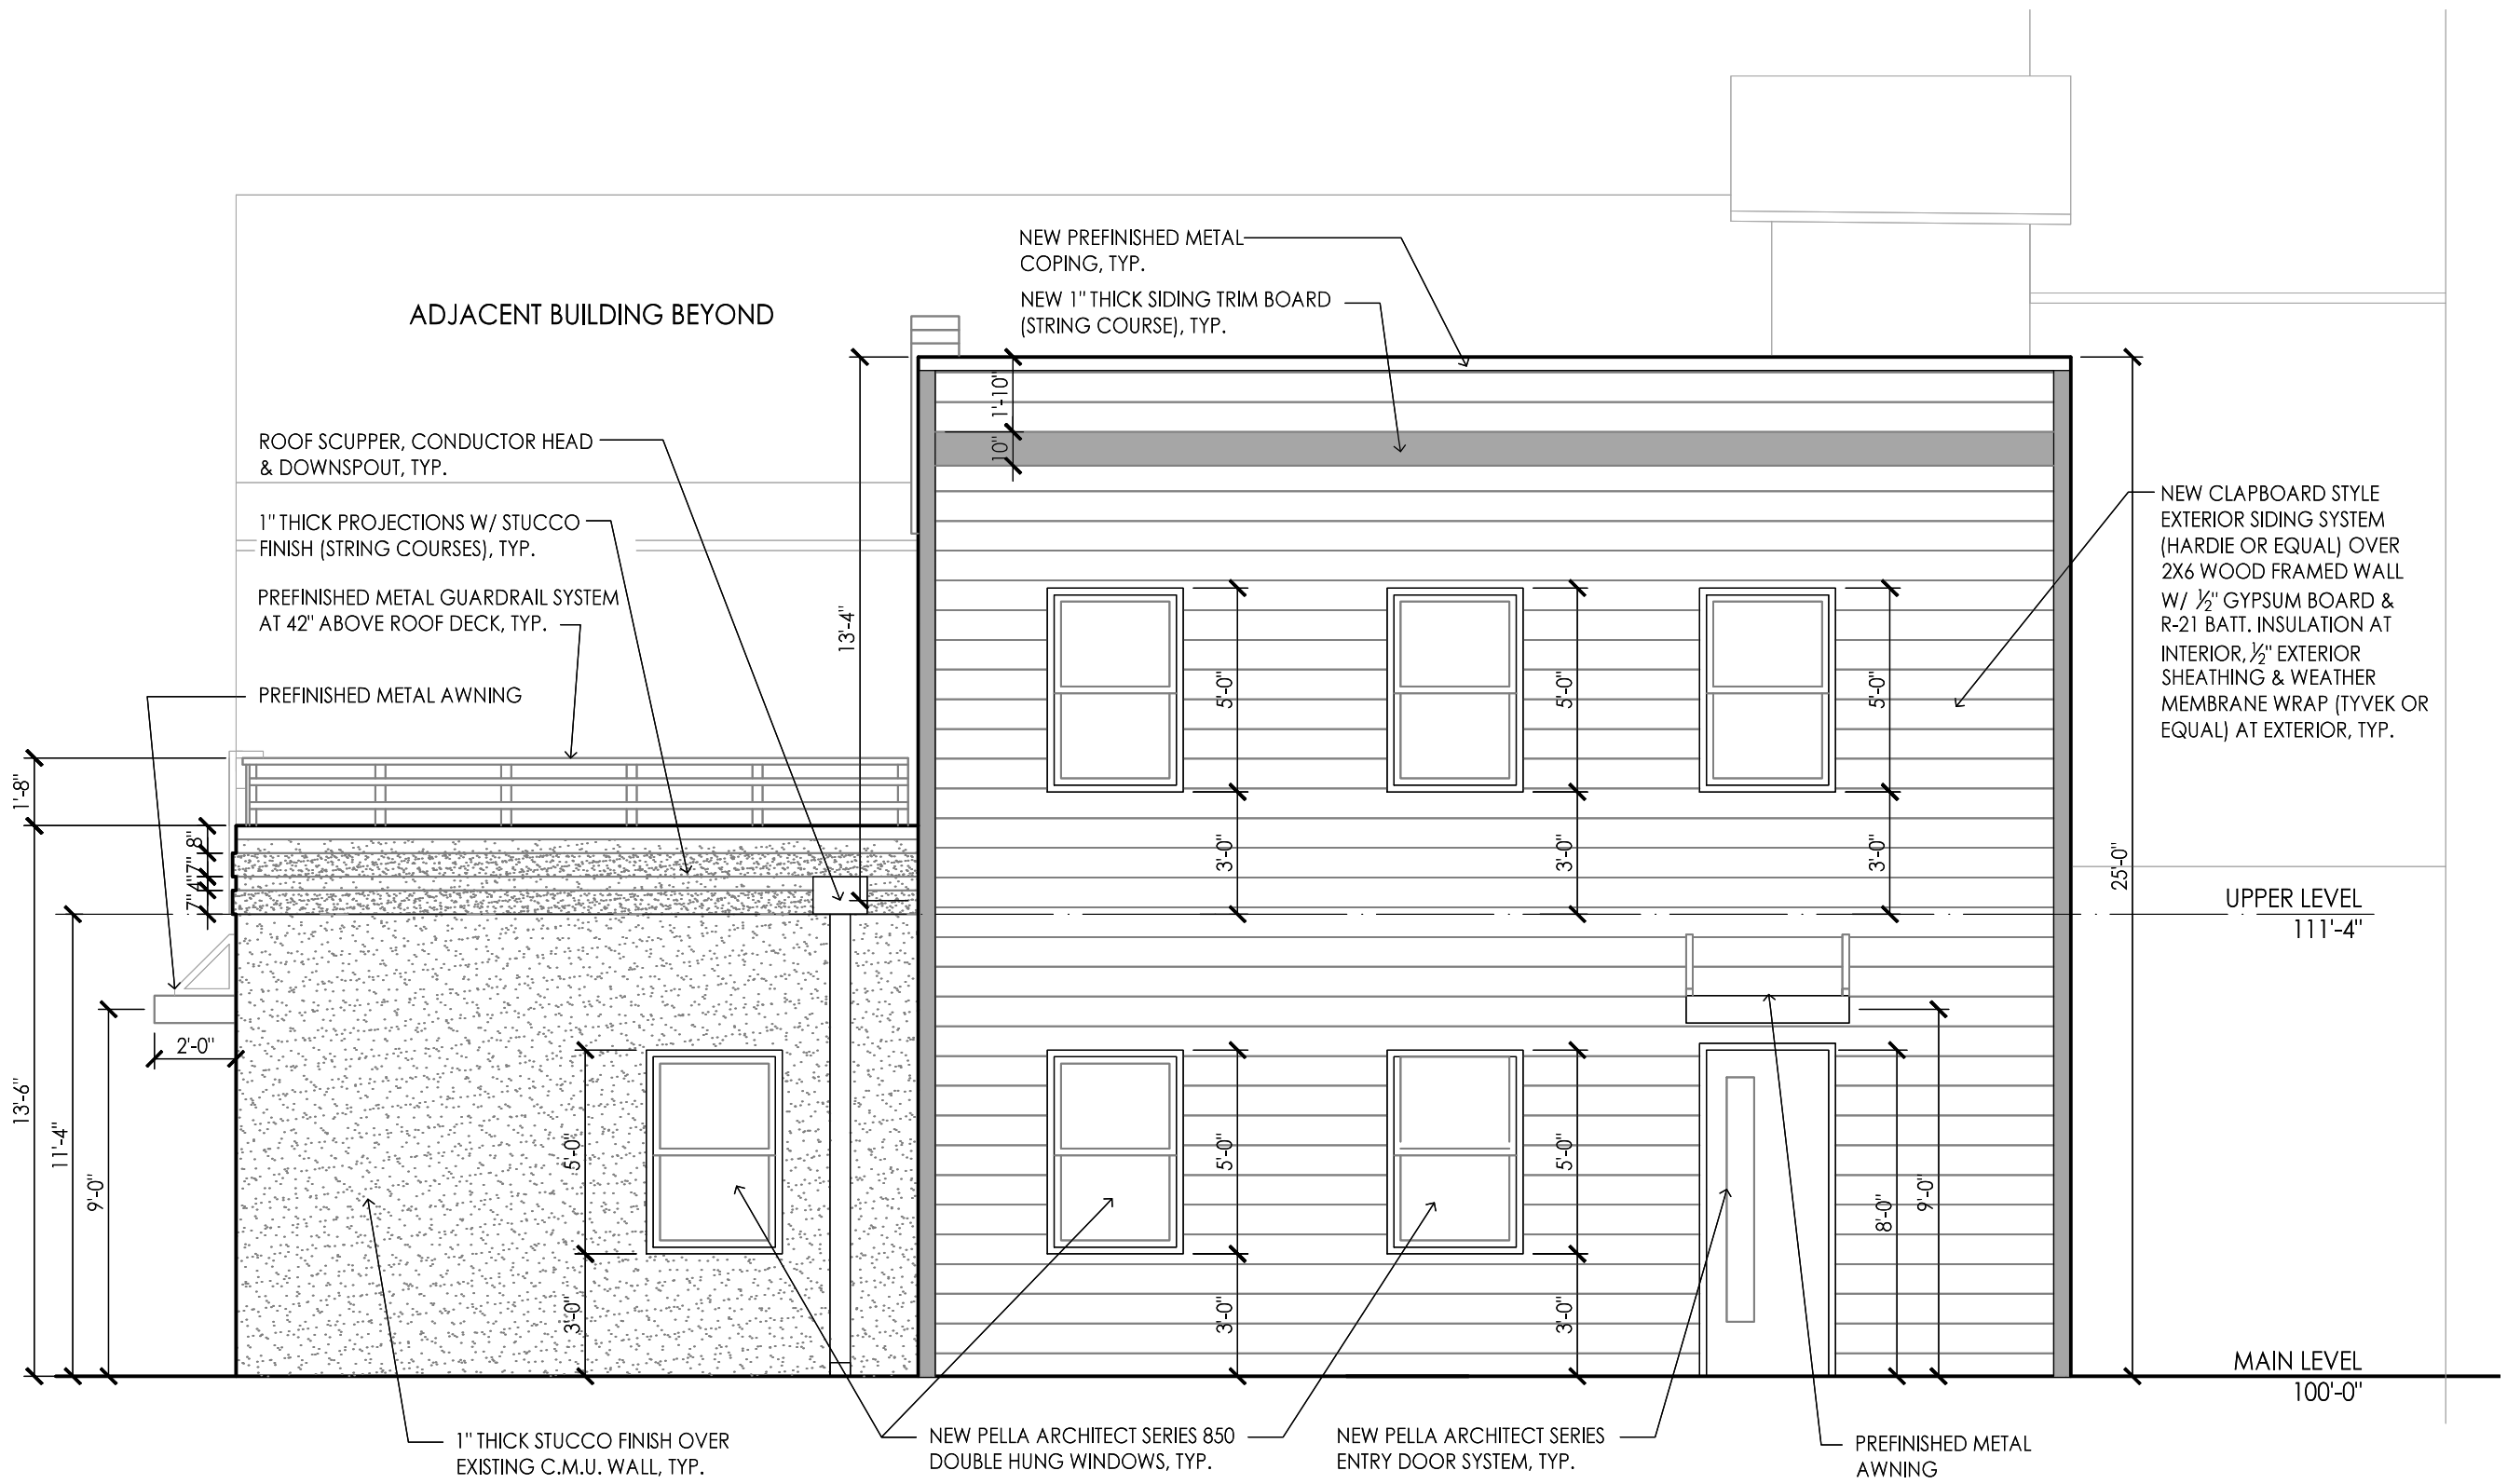 NEW PREFINISHED METAL
COPING, TYP.
NEW 1" THICK SIDING TRIM BOARD
(STRING COURSE), TYP.
ADJACENT BUILDING BEYOND
ROOF SCUPPER, CONDUCTOR HEAD
& DOWNSPOUT, TYP.
1" THICK PROJECTIONS W/ STUCCO
FINISH (STRING COURSES), TYP.
PREFINISHED METAL GUARDRAIL SYSTEM
AT 42" ABOVE ROOF DECK, TYP.
PREFINISHED METAL AWNING
NEW CLAPBOARD STYLE
EXTERIOR SIDING SYSTEM
(HARDIE OR EQUAL) OVER
2X6 WOOD FRAMED WALL
W/ ½" GYPSUM BOARD &
R-21 BATT. INSULATION AT
INTERIOR, ½" EXTERIOR
SHEATHING & WEATHER
MEMBRANE WRAP (TYVEK OR
EQUAL) AT EXTERIOR, TYP.
1'-10"
10"
13'-4"
5'-0"
5'-0"
5'-0"
3'-0"
3'-0"
3'-0"
25'-0"
1'-8"
8"
7"
4"
7"
UPPER LEVEL
111'-4"
2'-0"
13'-6"
11'-4"
9'-0"
5'-0"
3'-0"
5'-0"
3'-0"
5'-0"
3'-0"
8'-0"
9'-0"
MAIN LEVEL
100'-0"
1" THICK STUCCO FINISH OVER
EXISTING C.M.U. WALL, TYP.
NEW PELLA ARCHITECT SERIES 850
DOUBLE HUNG WINDOWS, TYP.
NEW PELLA ARCHITECT SERIES
ENTRY DOOR SYSTEM, TYP.
PREFINISHED METAL
AWNING